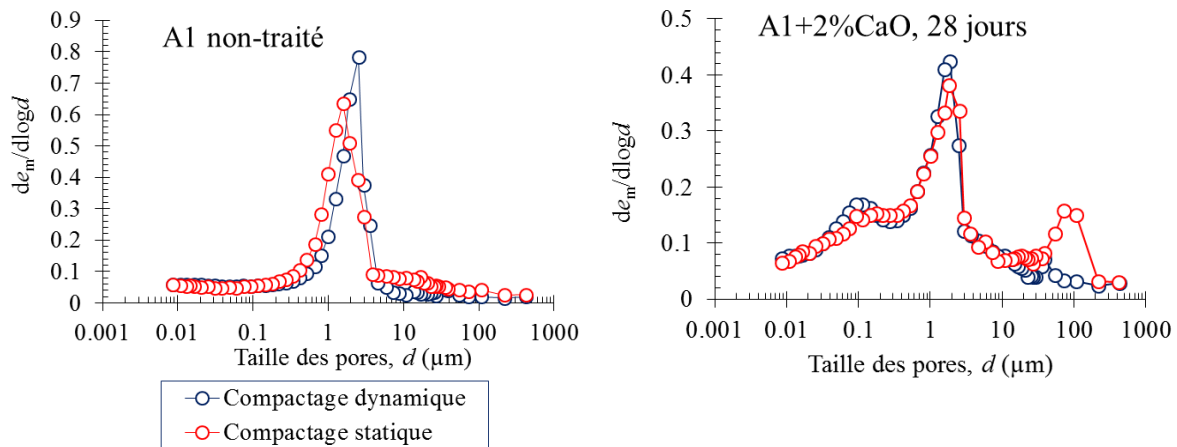 A1 non-traité
0.9
0.8
0.7
0.6
0.5
0.4
0.3
0.2
0.1
0
de_m/dlogd
0.001 0.01 0.1 1 10 100 1000
Taille des pores, d (µm)
Compactage dynamique
Compactage statique
A1+2%CaO, 28 jours
0.5
0.4
0.3
0.2
0.1
0
de_m/dlogd
0.001 0.01 0.1 1 10 100 1000
Taille des pores, d (µm)